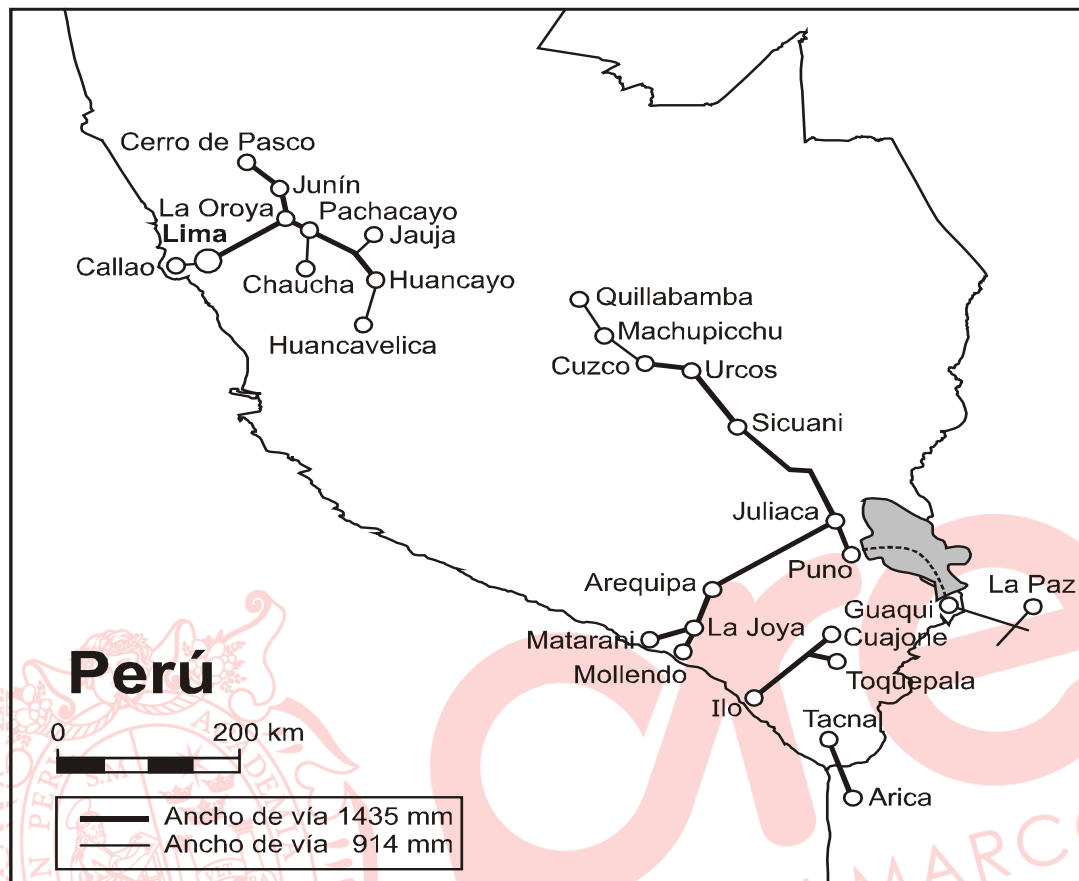 Cerro de Pasco
Junín
La Oroya
Pachacayo
Lima
Jauja
Callao
Chaucha
Huancayo
Huancavelica
Quillabamba
Machupicchu
Cuzco
Urcos
Sicuani
Juliaca
Puno
Arequipa
La Paz
Guaqui
La Joya
Cuajone
Matarani
Mollendo
Toquepala
Ilo
Tacna
Arica
Perú
0 200 km
Ancho de vía 1435 mm
Ancho de vía 914 mm
MARCO
S.M